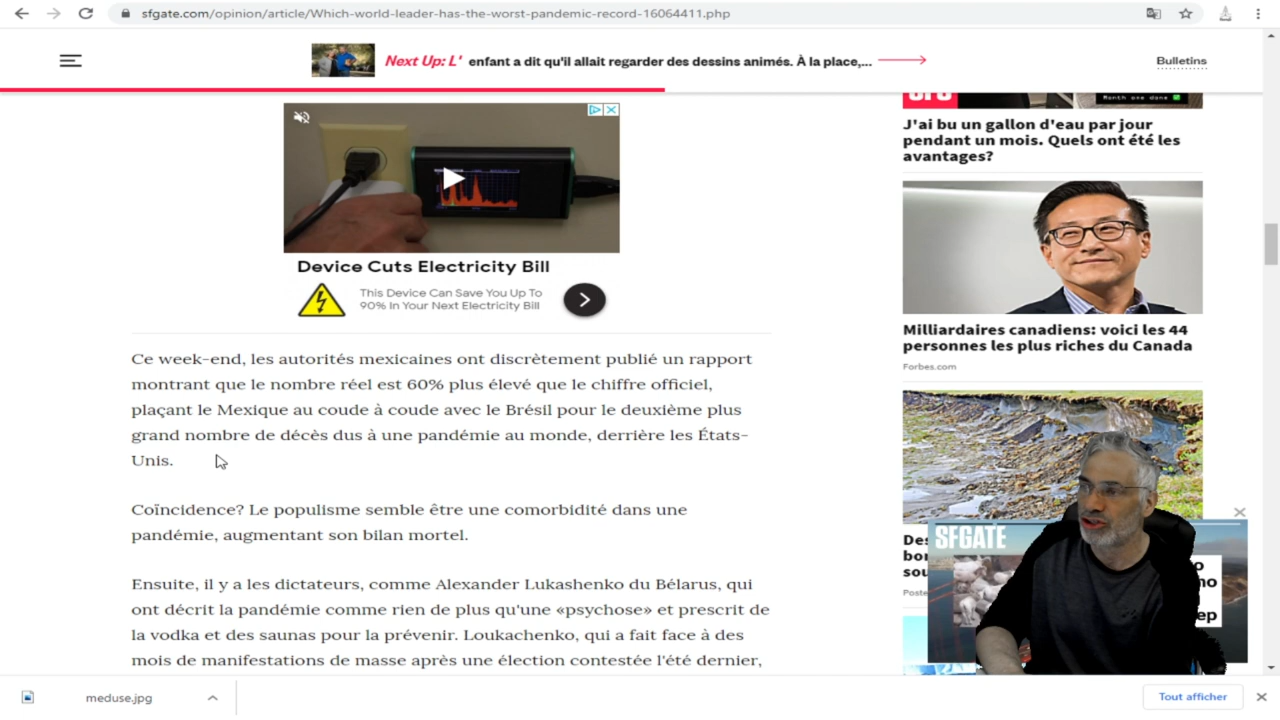 sfgate.com/opinion/article/Which-world-leader-has-the-worst-pandemic-record-16064411.php
Next Up: L' enfant a dit qu'il allait regarder des dessins animés. À la place,...
Bulletins
Month one done
J'ai bu un gallon d'eau par jour
pendant un mois. Quels ont été les
avantages?
Device Cuts Electricity Bill
This Device Can Save You Up To
90% In Your Next Electricity Bill
Milliardaires canadiens: voici les 44
personnes les plus riches du Canada
Forbes.com
Ce week-end, les autorités mexicaines ont discrètement publié un rapport
montrant que le nombre réel est 60% plus élevé que le chiffre officiel,
plaçant le Mexique au coude à coude avec le Brésil pour le deuxième plus
grand nombre de décès dus à une pandémie au monde, derrière les États-
Unis.
Coïncidence? Le populisme semble être une comorbidité dans une
pandémie, augmentant son bilan mortel.
Ensuite, il y a les dictateurs, comme Alexander Lukashenko du Bélarus, qui
ont décrit la pandémie comme rien de plus qu'une «psychose» et prescrit de
la vodka et des saunas pour la prévenir. Loukachenko, qui a fait face à des
mois de manifestations de masse après une élection contestée l'été dernier,
SFGATE
meduse.jpg
Tout afficher